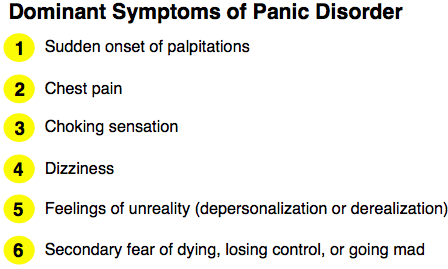 Dominant Symptoms of Panic Disorder
1 Sudden onset of palpitations
2 Chest pain
3 Choking sensation
4 Dizziness
5 Feelings of unreality (depersonalization or derealization)
6 Secondary fear of dying, losing control, or going mad